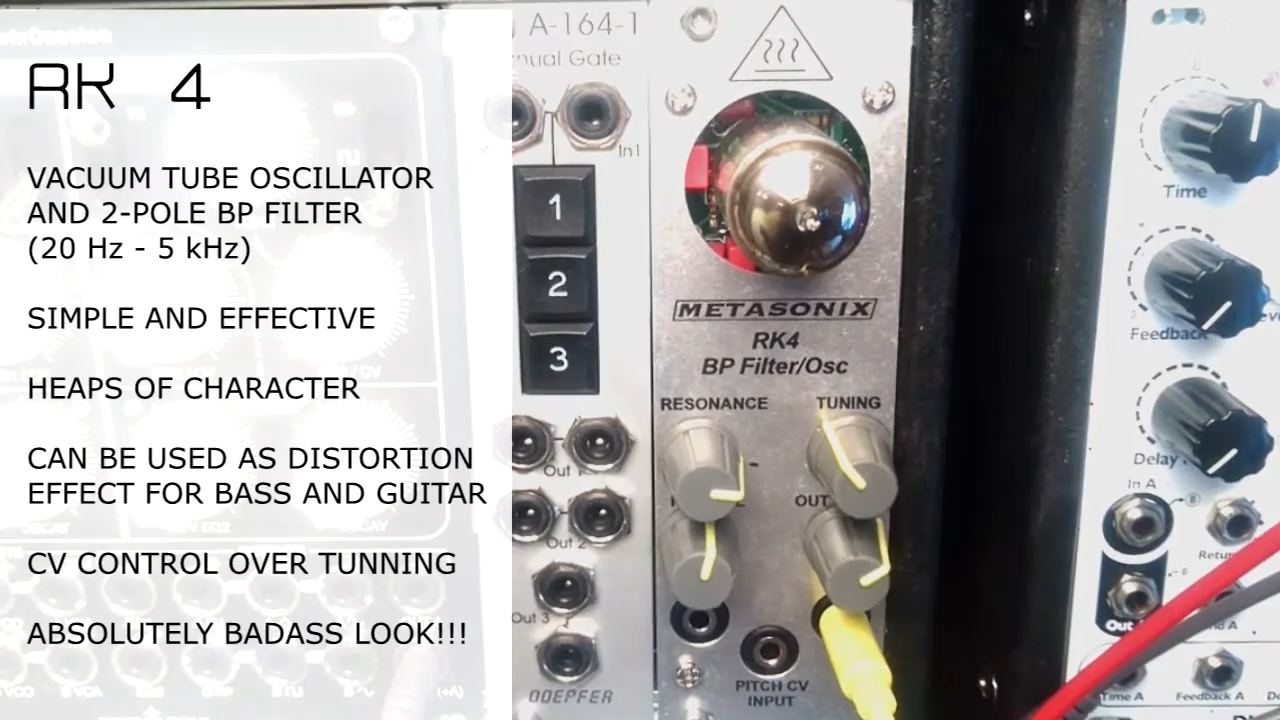 RK 4
VACUUM TUBE OSCILLATOR
AND 2-POLE BP FILTER
(20 Hz - 5 kHz)
SIMPLE AND EFFECTIVE
HEAPS OF CHARACTER
CAN BE USED AS DISTORTION
EFFECT FOR BASS AND GUITAR
CV CONTROL OVER TUNNING
ABSOLUTELY BADASS LOOK!!!
A-164-1
Gate
In1
1
2
3
Out
Out 2
Out 3
DOEPFER
METASONIX
RK4
BP Filter/Osc
RESONANCE TUNING
OUT
PITCH CV
INPUT
Time
Feedback
Delay
In A
Out
Time A
Feedback A